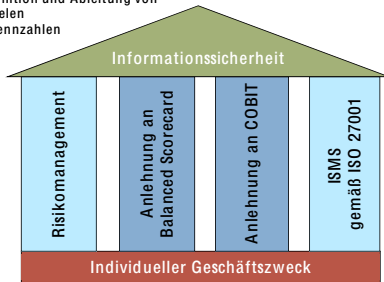 und Ableitung von
Informationssicherheit
Risikomanagement
Anlehnung an
Balanced Scorecard
Anlehnung an COBIT
ISMS
gemäß ISO 27001
Individueller Geschäftszweck